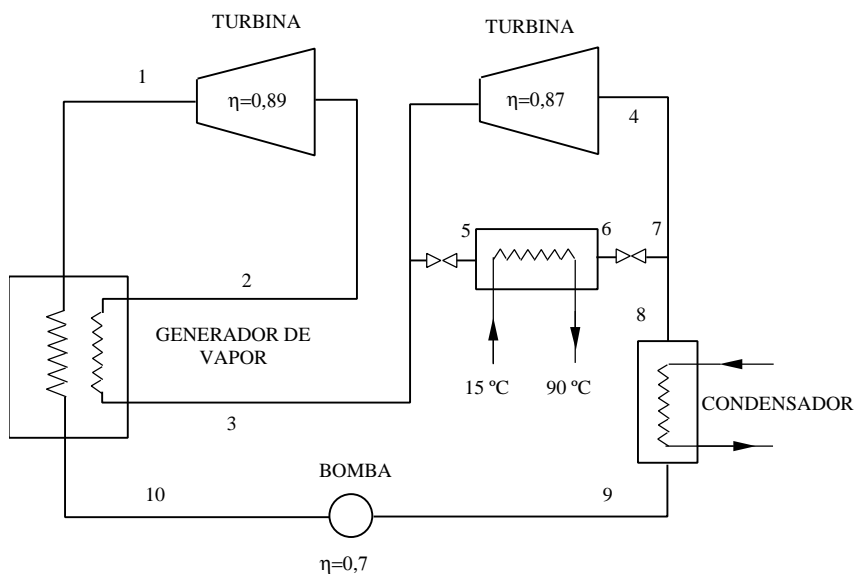 TURBINA
TURBINA
1
η=0,89
η=0,87
4
5
6
7
2
8
GENERADOR DE
VAPOR
15 ºC
90 ºC
3
CONDENSADOR
BOMBA
10
9
η=0,7